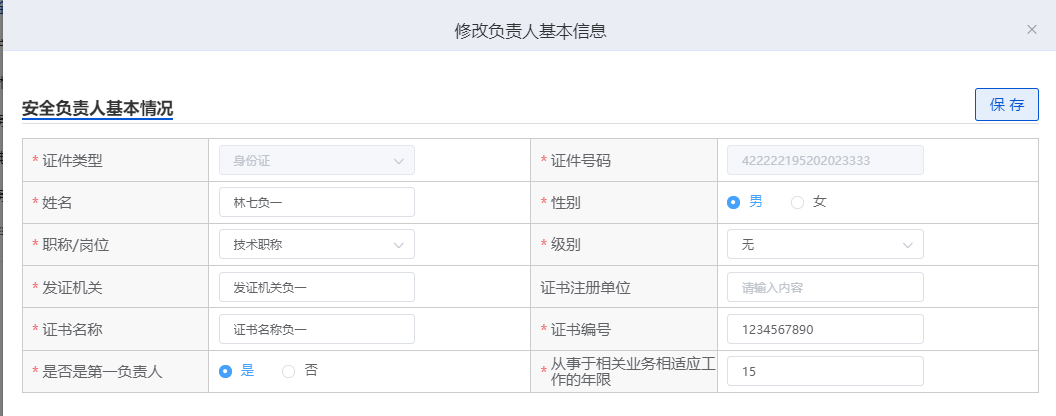 修改负责人基本信息
安全负责人基本情况
保 存
* 证件类型
身份证
* 证件号码
422222195202023333
* 姓名
林七负一
* 性别
男
女
* 职称/岗位
技术职称
* 级别
无
* 发证机关
发证机关负一
证书注册单位
请输入内容
* 证书名称
证书名称负一
* 证书编号
1234567890
* 是否是第一负责人
是
否
* 从事于相关业务相适应工
作的年限
15